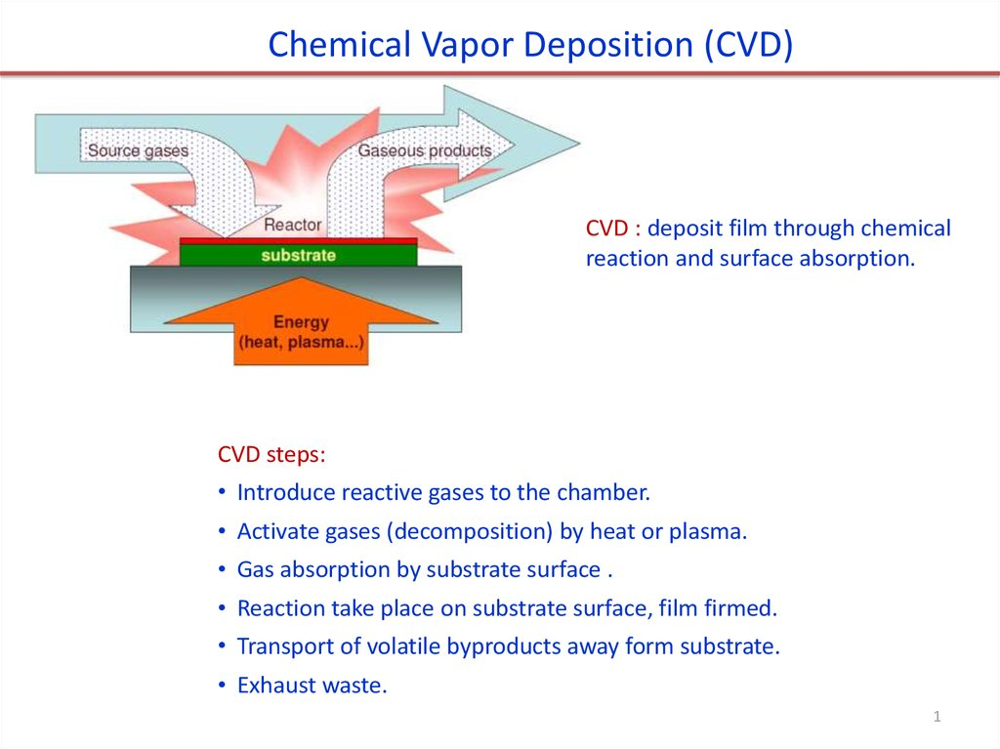 Chemical Vapor Deposition (CVD)
Source gases
Gaseous products
Reactor
substrate
Energy
(heat, plasma...)
CVD : deposit film through chemical
reaction and surface absorption.
CVD steps:
• Introduce reactive gases to the chamber.
• Activate gases (decomposition) by heat or plasma.
• Gas absorption by substrate surface .
• Reaction take place on substrate surface, film firmed.
• Transport of volatile byproducts away form substrate.
• Exhaust waste.
1